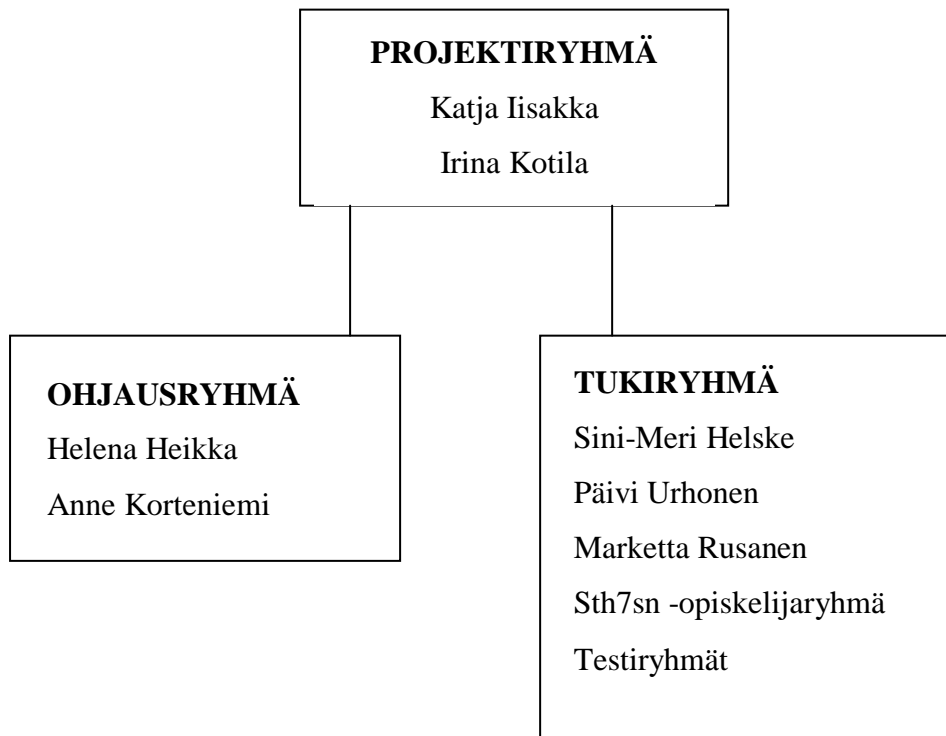 PROJEKTIRYHMÄ
Katja Iisakka
Irina Kotila
OHJAUSRYHMÄ
Helena Heikka
Anne Korteniemi
TUKIRYHMÄ
Sini-Meri Helske
Päivi Urhonen
Marketta Rusanen
Sth7sn -opiskelijaryhmä
Testiryhmät